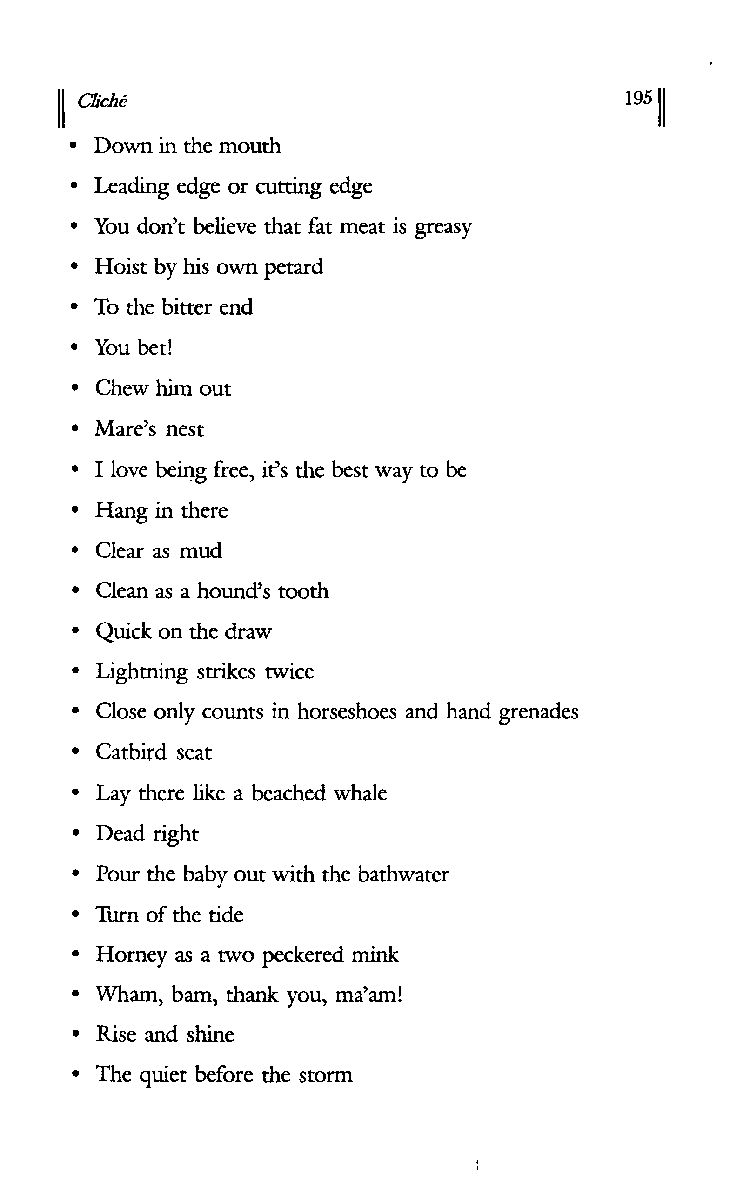 Cliché 195
• Down in the mouth
• Leading edge or cutting edge
• You don't believe that fat meat is greasy
• Hoist by his own petard
• To the bitter end
• You bet!
• Chew him out
• Mare's nest
• I love being free, it's the best way to be
• Hang in there
• Clear as mud
• Clean as a hound's tooth
• Quick on the draw
• Lightning strikes twice
• Close only counts in horseshoes and hand grenades
• Catbird seat
• Lay there like a beached whale
• Dead right
• Pour the baby out with the bathwater
• Turn of the tide
• Horney as a two peckered mink
• Wham, bam, thank you, ma'am!
• Rise and shine
• The quiet before the storm